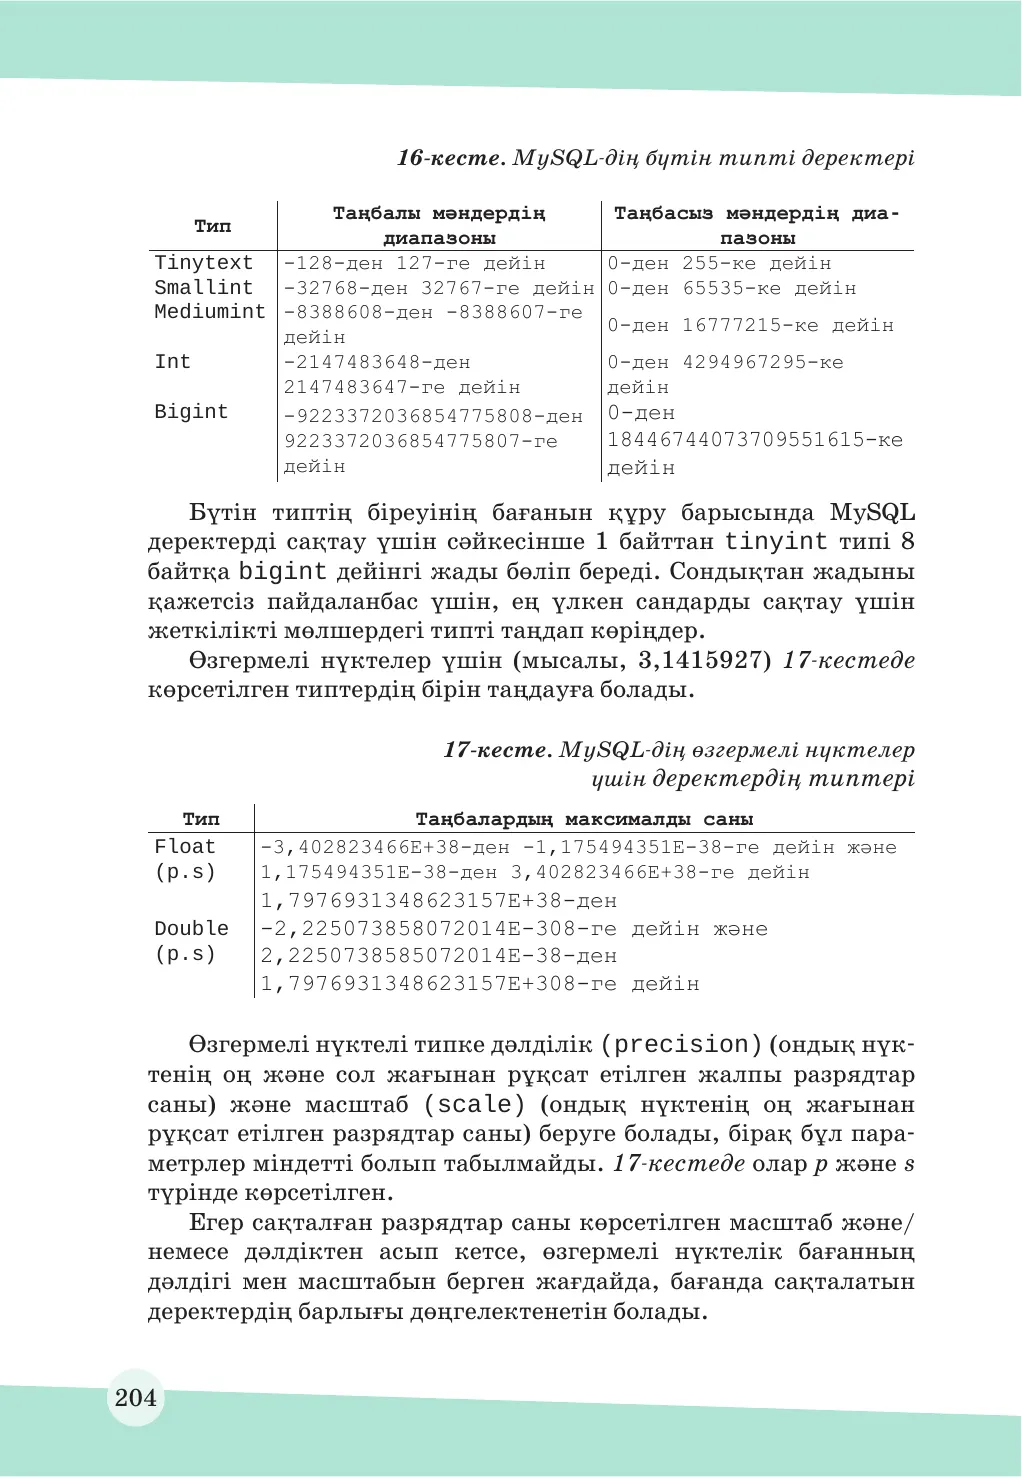 16-кесте. MySQL-дің бүтін типті деректері
Тип
Таңбалы мәндердің
диапазоны
Таңбасыз мәндердің диа-
пазоны
Tinytext
-128-ден 127-ге дейін
0-ден 255-ке дейін
Smallint
-32768-ден 32767-ге дейін
0-ден 65535-ке дейін
Mediumint
-8388608-ден -8388607-ге
дейін
0-ден 16777215-ке дейін
Int
-2147483648-ден
2147483647-ге дейін
0-ден 4294967295-ке
дейін
Bigint
-9223372036854775808-ден
9223372036854775807-ге
дейін
0-ден
18446744073709551615-ке
дейін
Бүтін типтің біреуінің бағанын құру барысында MySQL
деректерді сақтау үшін сәйкесінше 1 байттан tinyint типі 8
байтқа bigint дейінгі жады бөліп береді. Сондықтан жадыны
қажетсіз пайдаланбас үшін, ең үлкен сандарды сақтау үшін
жеткілікті мөлшердегі типті таңдап көріңдер.
Өзгермелі нүктелер үшін (мысалы, 3,1415927) 17-кестеде
көрсетілген типтердің бірін таңдауға болады.
17-кесте. MySQL-дің өзгермелі нүктелер
үшін деректердің типтері
Тип
Таңбалардың максималды саны
Float
(p.s)
-3,402823466E+38-ден -1,175494351E-38-ге дейін және
1,175494351E-38-ден 3,402823466E+38-ге дейін
Double
(p.s)
1,7976931348623157E+38-ден
-2,225073858072014E-308-ге дейін және
2,2250738585072014E-38-ден
1,7976931348623157E+308-ге дейін
Өзгермелі нүктелі типке дәлділік (precision) (ондық нүк-
тенің оң және сол жағынан рұқсат етілген жалпы разрядтар
саны) және масштаб (scale) (ондық нүктенің оң жағынан
рұқсат етілген разрядтар саны) беруге болады, бірақ бұл пара-
метрлер міндетті болып табылмайды. 17-кестеде олар p және s
түрінде көрсетілген.
Егер сақталған разрядтар саны көрсетілген масштаб және/
немесе дәлдіктен асып кетсе, өзгермелі нүктелік бағанның
дәлдігі мен масштабын берген жағдайда, бағанда сақталатын
деректердің барлығы дөңгелектенетін болады.
204